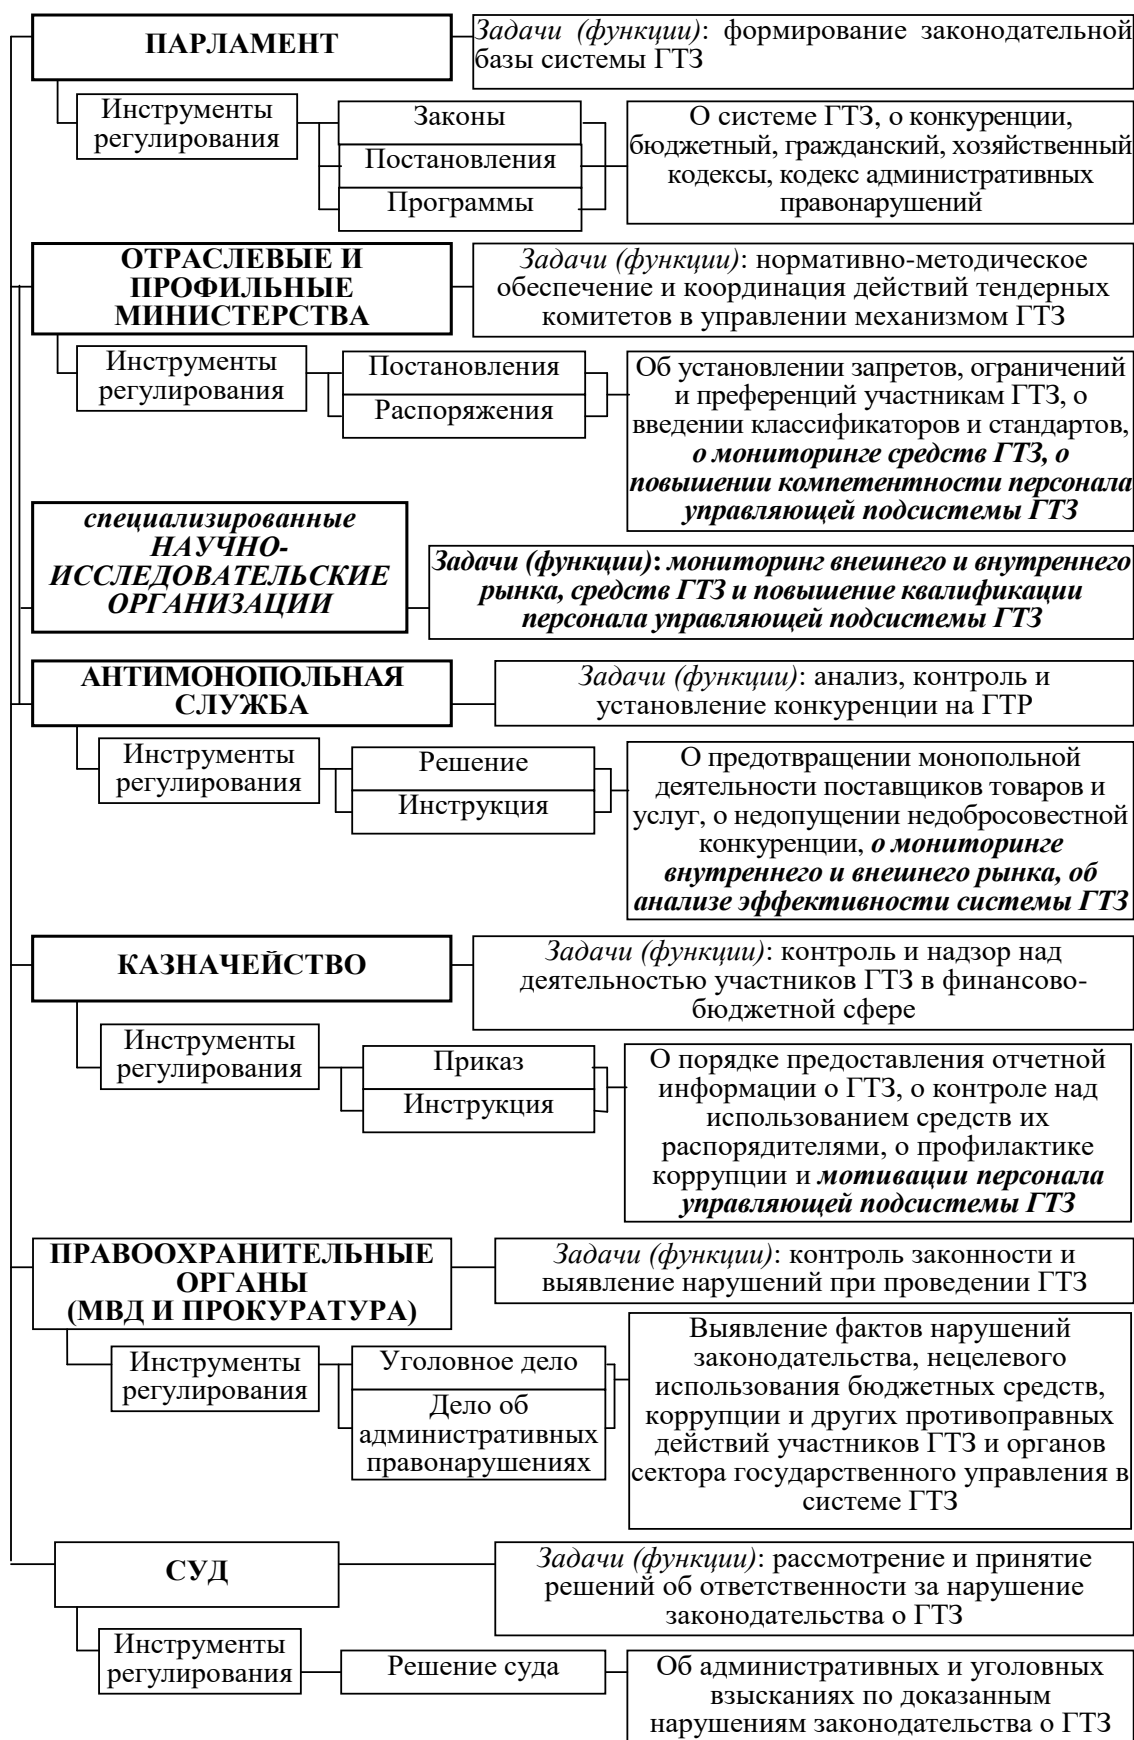 ПАРЛАМЕНТ
Задачи (функции): формирование законодательной
базы системы ГТЗ
Инструменты
регулирования
Законы
Постановления
Программы
О системе ГТЗ, о конкуренции,
бюджетный, гражданский, хозяйственный
кодексы, кодекс административных
правонарушений
ОТРАСЛЕВЫЕ И
ПРОФИЛЬНЫЕ
МИНИСТЕРСТВА
Задачи (функции): нормативно-методическое
обеспечение и координация действий тендерных
комитетов в управлении механизмом ГТЗ
Инструменты
регулирования
Постановления
Распоряжения
Об установлении запретов, ограничений
и преференций участникам ГТЗ, о
введении классификаторов и стандартов,
о мониторинге средств ГТЗ, о
повышении компетентности персонала
управляющей подсистемы ГТЗ
специализированные
НАУЧНО-
ИССЛЕДОВАТЕЛЬСКИЕ
ОРГАНИЗАЦИИ
Задачи (функции): мониторинг внешнего и внутреннего
рынка, средств ГТЗ и повышение квалификации
персонала управляющей подсистемы ГТЗ
АНТИМОНОПОЛЬНАЯ
СЛУЖБА
Задачи (функции): анализ, контроль и
установление конкуренции на ГТР
Инструменты
регулирования
Решение
Инструкция
О предотвращении монопольной
деятельности поставщиков товаров и
услуг, о недопущении недобросовестной
конкуренции, о мониторинге
внутреннего и внешнего рынка, об
анализе эффективности системы ГТЗ
КАЗНАЧЕЙСТВО
Задачи (функции): контроль и надзор над
деятельностью участников ГТЗ в финансово-
бюджетной сфере
Инструменты
регулирования
Приказ
Инструкция
О порядке предоставления отчетной
информации о ГТЗ, о контроле над
использованием средств их
распорядителями, о профилактике
коррупции и мотивации персонала
управляющей подсистемы ГТЗ
ПРАВООХРАНИТЕЛЬНЫЕ
ОРГАНЫ
(МВД И ПРОКУРАТУРА)
Задачи (функции): контроль законности и
выявление нарушений при проведении ГТЗ
Инструменты
регулирования
Уголовное дело
Дело об
административных
правонарушениях
Выявление фактов нарушений
законодательства, нецелевого
использования бюджетных средств,
коррупции и других противоправных
действий участников ГТЗ и органов
сектора государственного управления в
системе ГТЗ
СУД
Задачи (функции): рассмотрение и принятие
решений об ответственности за нарушение
законодательства о ГТЗ
Инструменты
регулирования
Решение суда
Об административных и уголовных
взысканиях по доказанным
нарушениям законодательства о ГТЗ